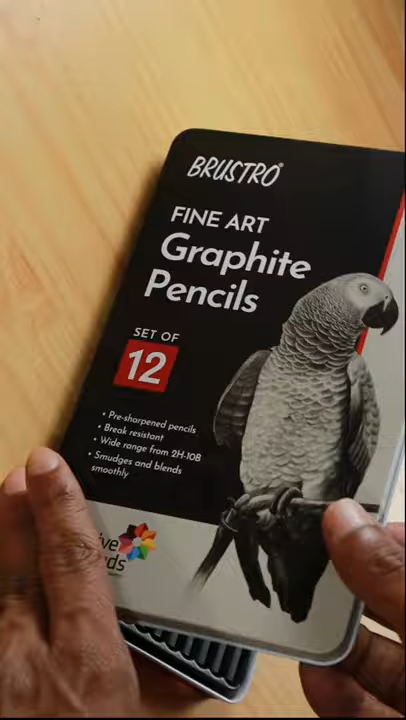 BRUSTRO®
FINE ART
Graphite
Pencils
SET OF
12
• Pre-sharpened pencils
• Break resistant
• Wide range from 2H-10B
• Smudges and blends
smoothly